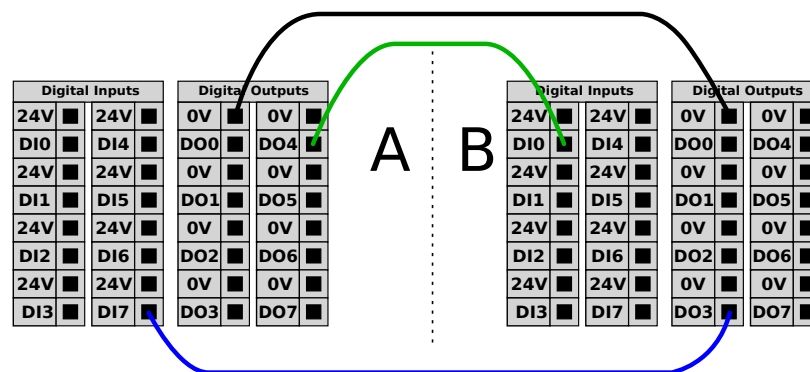 Digital Inputs Digital Outputs Digital Inputs Digital Outputs
24V 24V 0V 0V 24V 24V 0V 0V
DI0 DI4 DO0 DO4 A B DI0 DI4 DO0 DO4
24V 24V 0V 0V 24V 24V 0V 0V
DI1 DI5 DO1 DO5 DI1 DI5 DO1 DO5
24V 24V 0V 0V 24V 24V 0V 0V
DI2 DI6 DO2 DO6 DI2 DI6 DO2 DO6
24V 24V 0V 0V 24V 24V 0V 0V
DI3 DI7 DO3 DO7 DI3 DI7 DO3 DO7